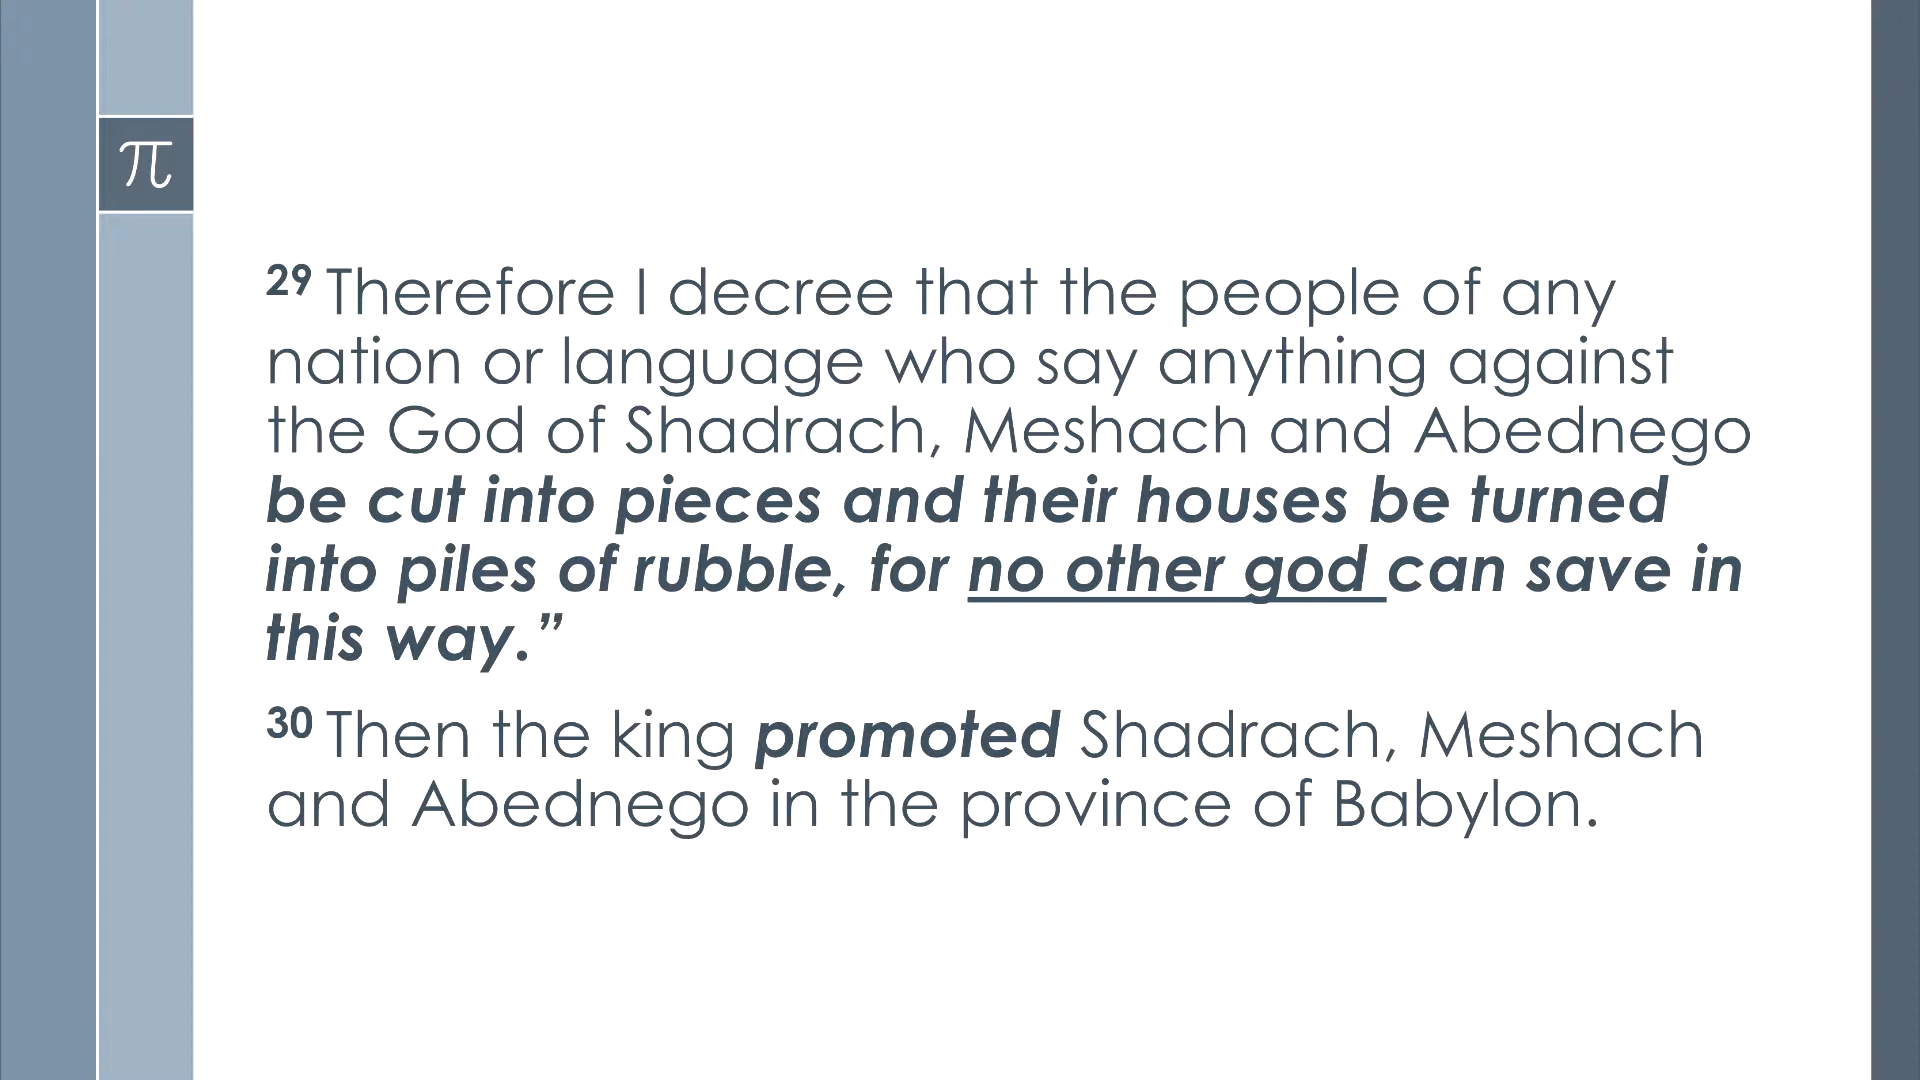 π
29 Therefore I decree that the people of any
nation or language who say anything against
the God of Shadrach, Meshach and Abednego
be cut into pieces and their houses be turned
into piles of rubble, for no other god can save in
this way.”
30 Then the king promoted Shadrach, Meshach
and Abednego in the province of Babylon.